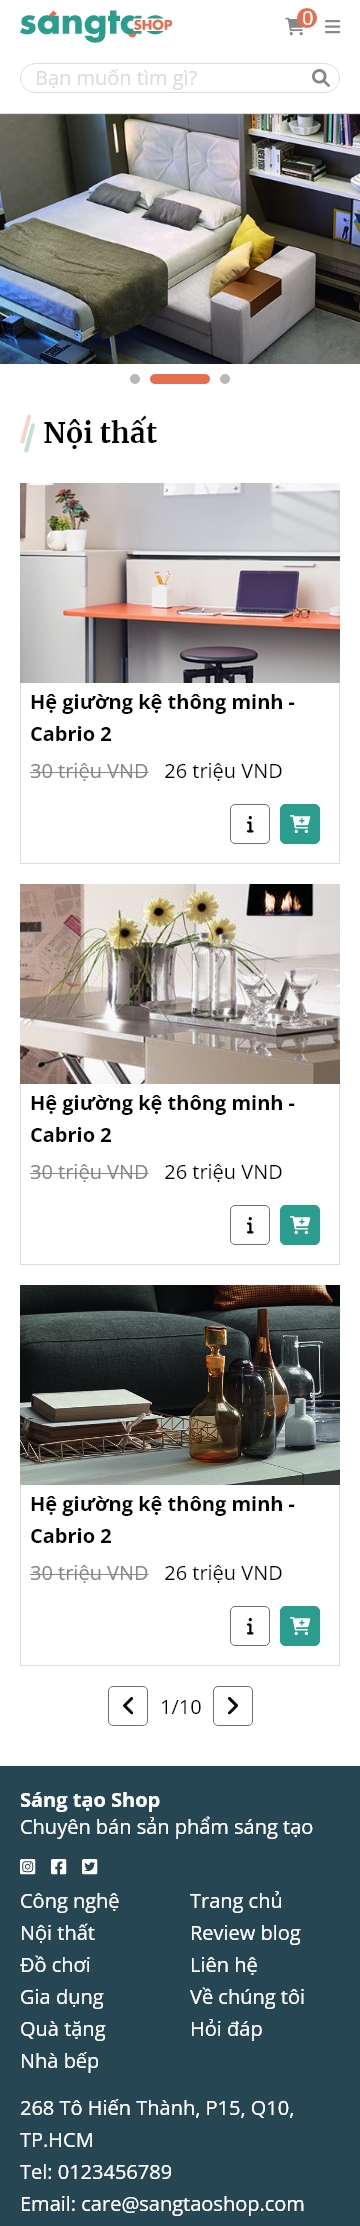 sángtạo
SHOP
0
Bạn muốn tìm gì?
Nội thất
Hệ giường kệ thông minh -
Cabrio 2
30 triệu VND 26 triệu VND
Hệ giường kệ thông minh -
Cabrio 2
30 triệu VND 26 triệu VND
Hệ giường kệ thông minh -
Cabrio 2
30 triệu VND 26 triệu VND
1/10
Sáng tạo Shop
Chuyên bán sản phẩm sáng tạo
Công nghệ
Nội thất
Đồ chơi
Gia dụng
Quà tặng
Nhà bếp
Trang chủ
Review blog
Liên hệ
Về chúng tôi
Hỏi đáp
268 Tô Hiến Thành, P15, Q10,
TP.HCM
Tel: 0123456789
Email: care@sangtaoshop.com